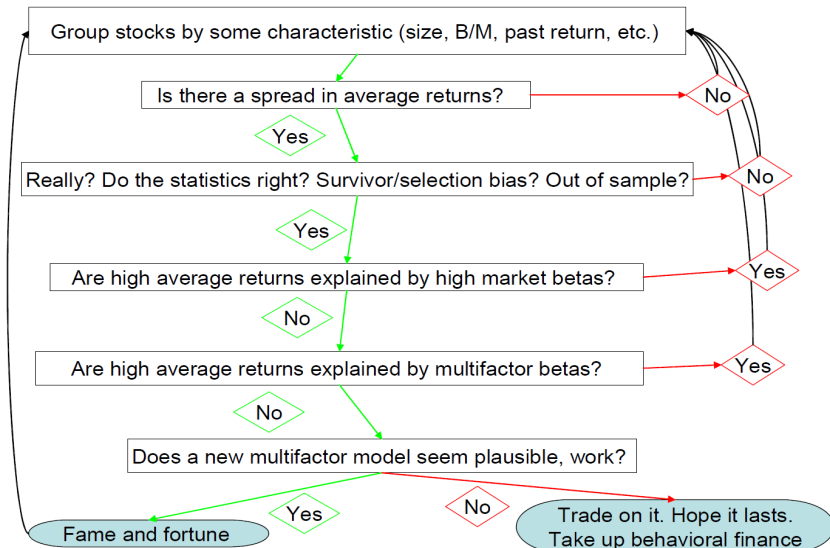 Group stocks by some characteristic (size, B/M, past return, etc.)
Is there a spread in average returns?
No
Yes
Really? Do the statistics right? Survivor/selection bias? Out of sample?
No
Yes
Are high average returns explained by high market betas?
Yes
No
Are high average returns explained by multifactor betas?
Yes
No
Does a new multifactor model seem plausible, work?
Yes
No
Fame and fortune
Trade on it. Hope it lasts.
Take up behavioral finance